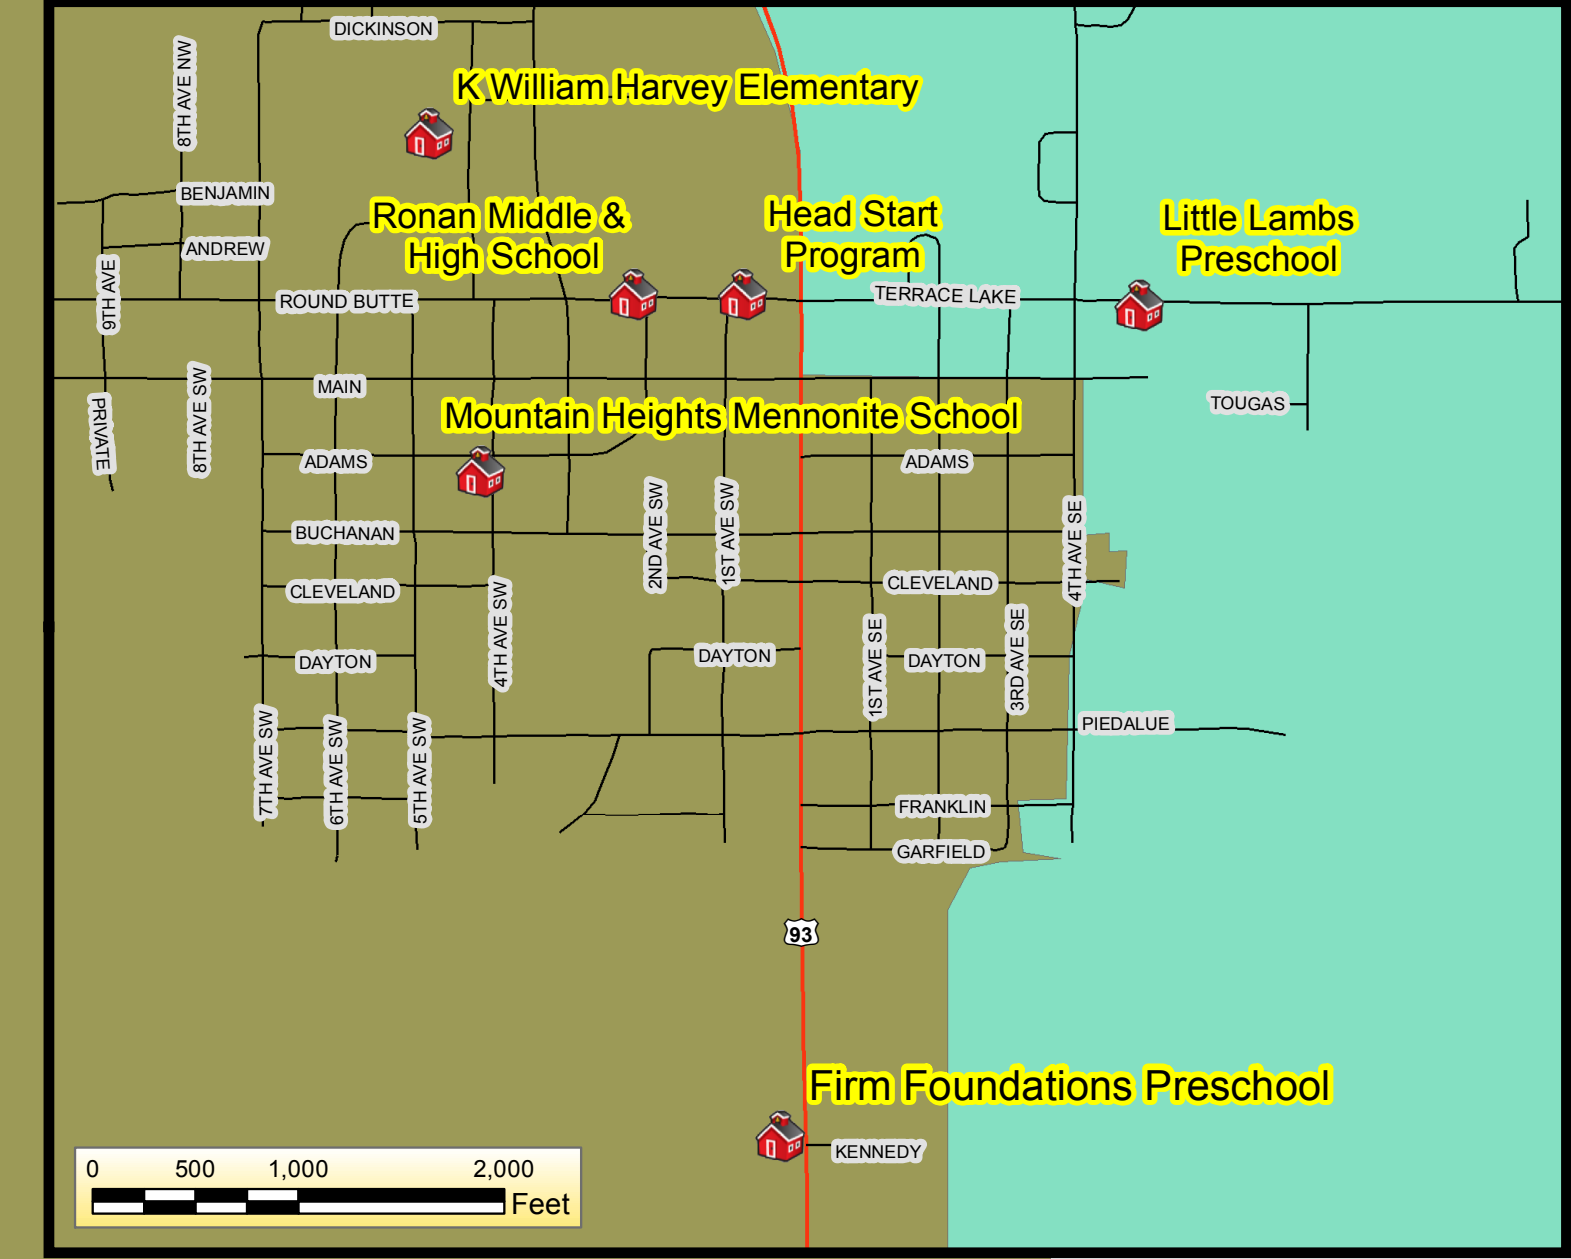 DICKINSON
8TH AVE NW
K William Harvey Elementary
BENJAMIN
Ronan Middle &
High School
Head Start
Program
Little Lambs
Preschool
ANDREW
9TH AVE
ROUND BUTTE
TERRACE LAKE
MAIN
8TH AVE SW
PRIVATE
TOUGAS
Mountain Heights Mennonite School
ADAMS
ADAMS
BUCHANAN
2ND AVE SW
1ST AVE SW
4TH AVE SE
CLEVELAND
CLEVELAND
4TH AVE SW
DAYTON
DAYTON
1ST AVE SE
DAYTON
3RD AVE SE
7TH AVE SW
6TH AVE SW
5TH AVE SW
PIEDALUE
FRANKLIN
GARFIELD
93
Firm Foundations Preschool
KENNEDY
0 500 1,000 2,000
Feet